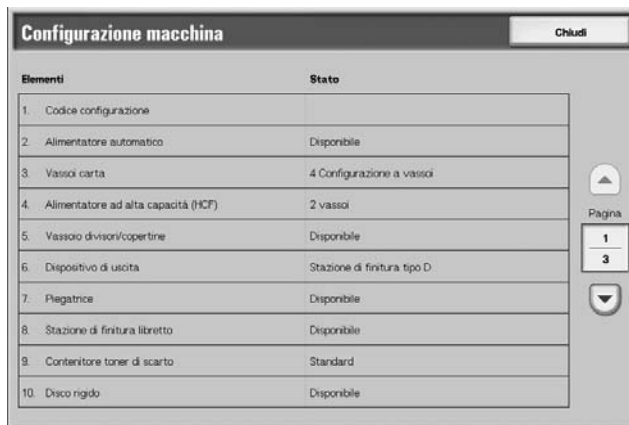 Configurazione macchina
Chiudi
Elementi Stato
1. Codice configurazione
2. Alimentatore automatico Disponibile
3. Vassoi carta 4 Configurazione a vassoi
4. Alimentatore ad alta capacità (HCF) 2 vassoi
5. Vassoio divisori/copertine Disponibile
6. Dispositivo di uscita Stazione di finitura tipo D
7. Piegatrice Disponibile
8. Stazione di finitura libretto Disponibile
9. Contenitore toner di scarto Standard
10. Disco rigido Disponibile
Pagina
1
3